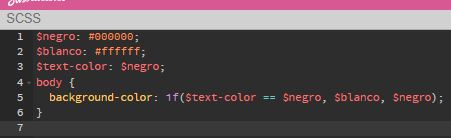 SCSS
1 $negro: #000000;
2 $blanco: #ffffff;
3 $text-color: $negro;
4 body {
5 background-color: if($text-color == $negro, $blanco, $negro);
6 }
7